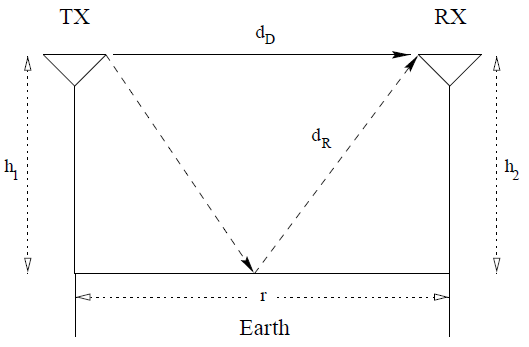 TX
RX
d_D
d_R
h_1
h_2
r
Earth